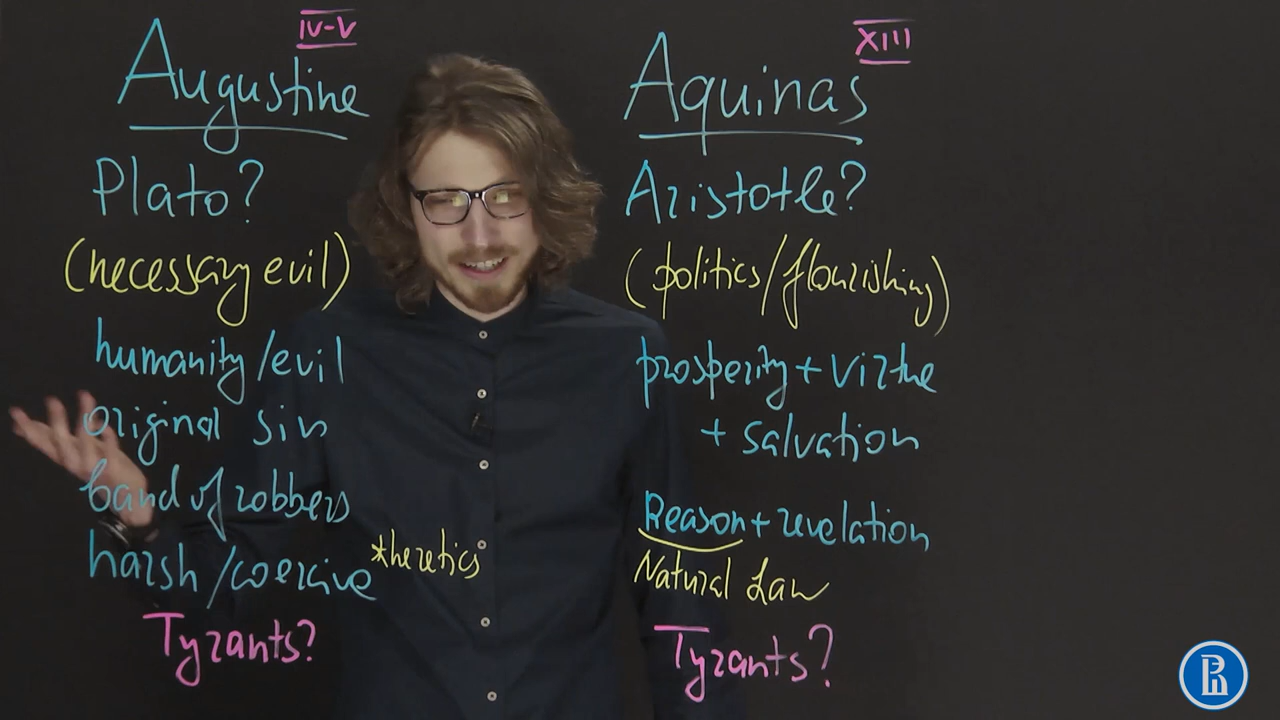 IV-V
Augustine
Plato?
(necessary evil)
humanity/evil
original sin
band of robbers
harsh/coercive *heretics
Tyrants?
XIII
Aquinas
Aristotle?
(politics/flourishing)
prosperity + virtue
+ salvation
Reason + revelation
Natural Law
Tyrants?